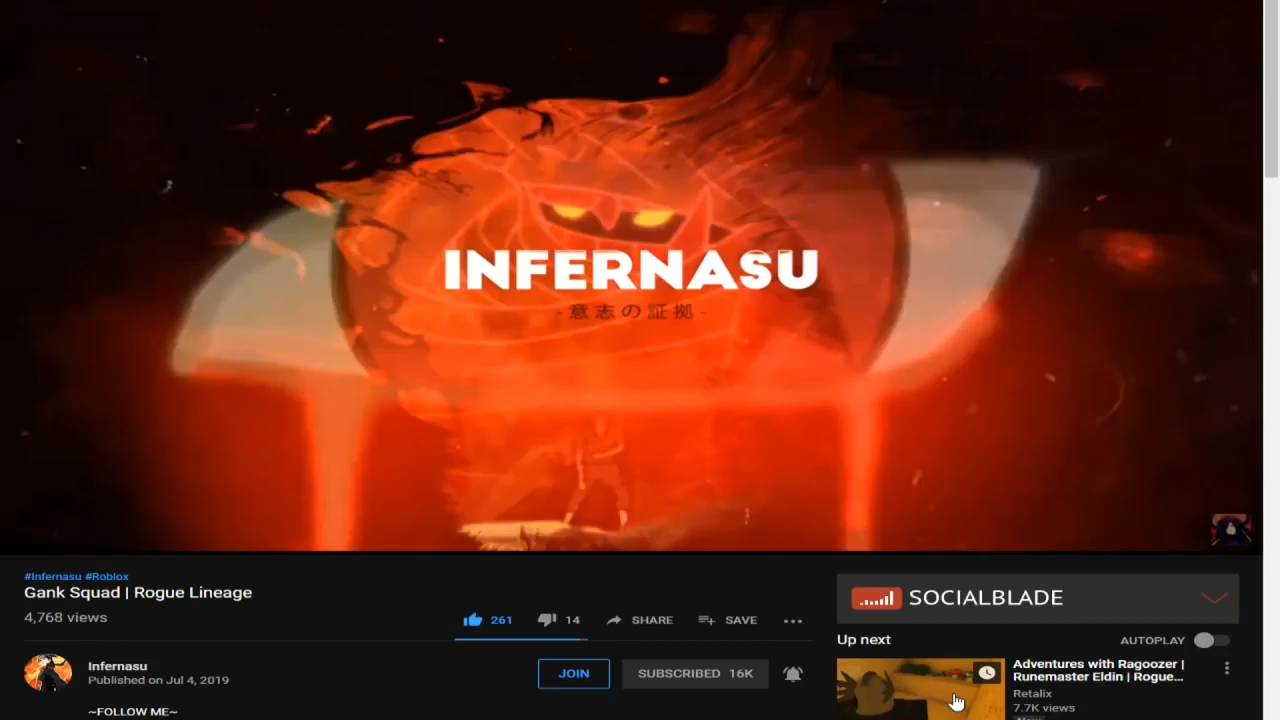 INFERNASU
-意志の証拠-
#Infernasu #Roblox
Gank Squad | Rogue Lineage
4,768 views
261
14
SHARE
SAVE
Infernasu
Published on Jul 4, 2019
JOIN
SUBSCRIBED 16K
~FOLLOW ME~
SOCIALBLADE
Up next
AUTOPLAY
Adventures with Ragoozer |
Runemaster Eldin | Rogue...
Retalix
7.7K views
New